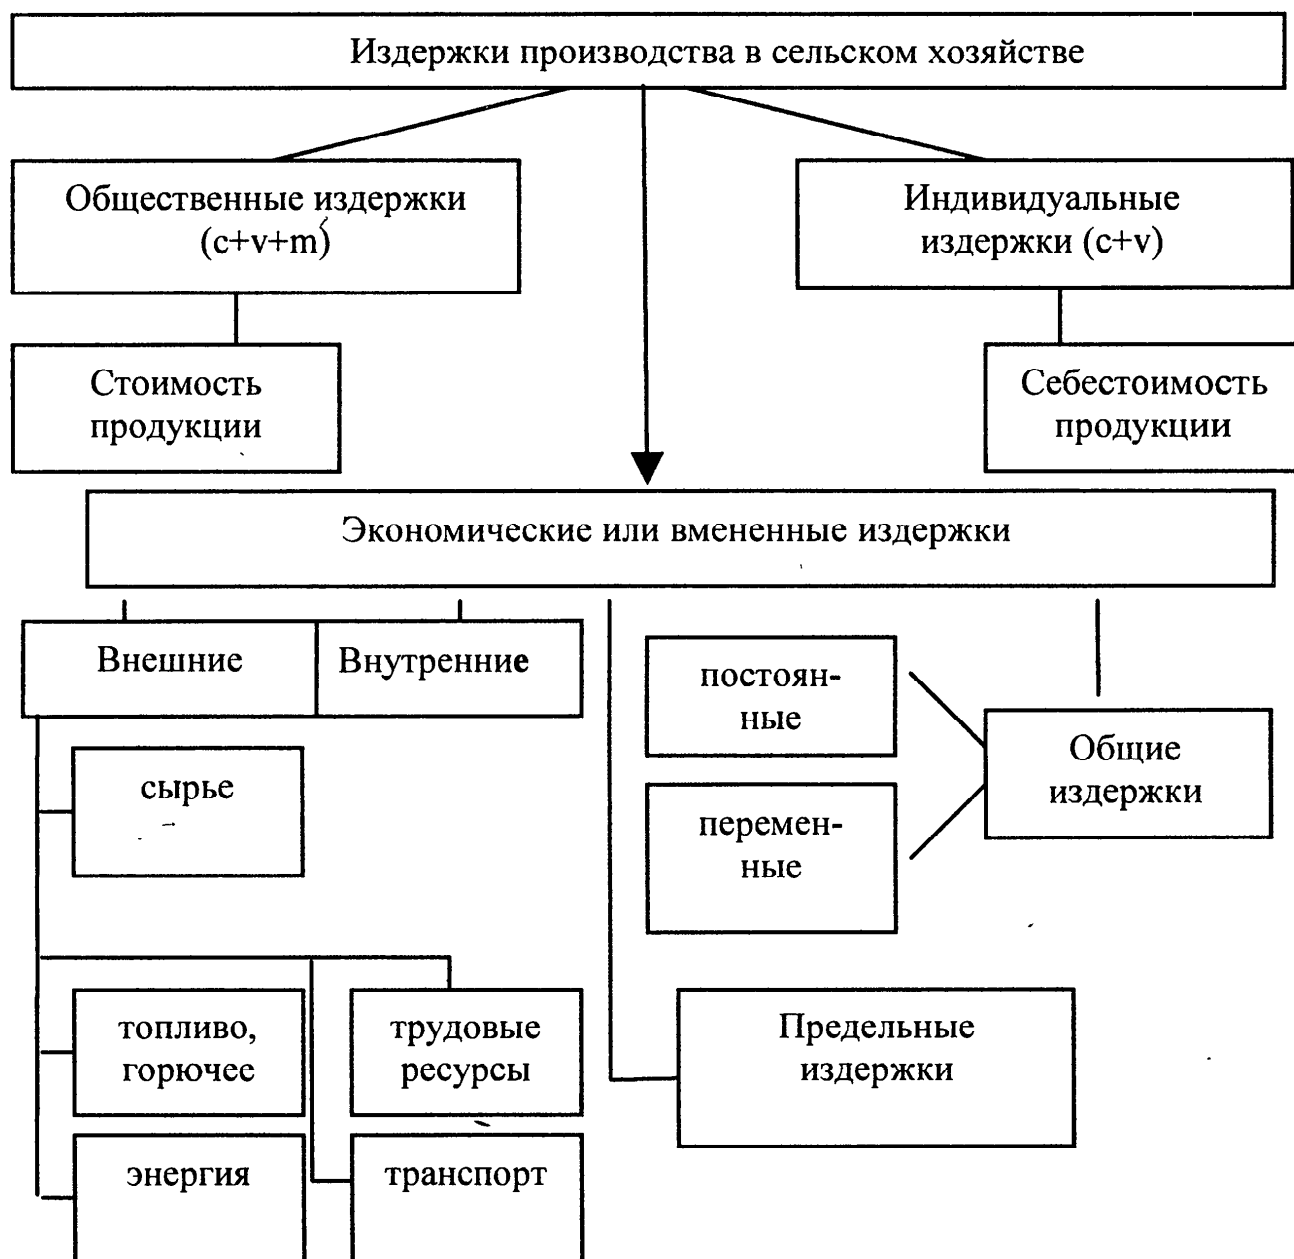 Издержки производства в сельском хозяйстве
Общественные издержки
(c+v+m)
Индивидуальные
издержки (c+v)
Стоимость
продукции
Себестоимость
продукции
Экономические или вмененные издержки
Внешние
Внутренние
постоян-
ные
Общие
издержки
сырье
перемен-
ные
топливо,
горючее
трудовые
ресурсы
Предельные
издержки
энергия
транспорт